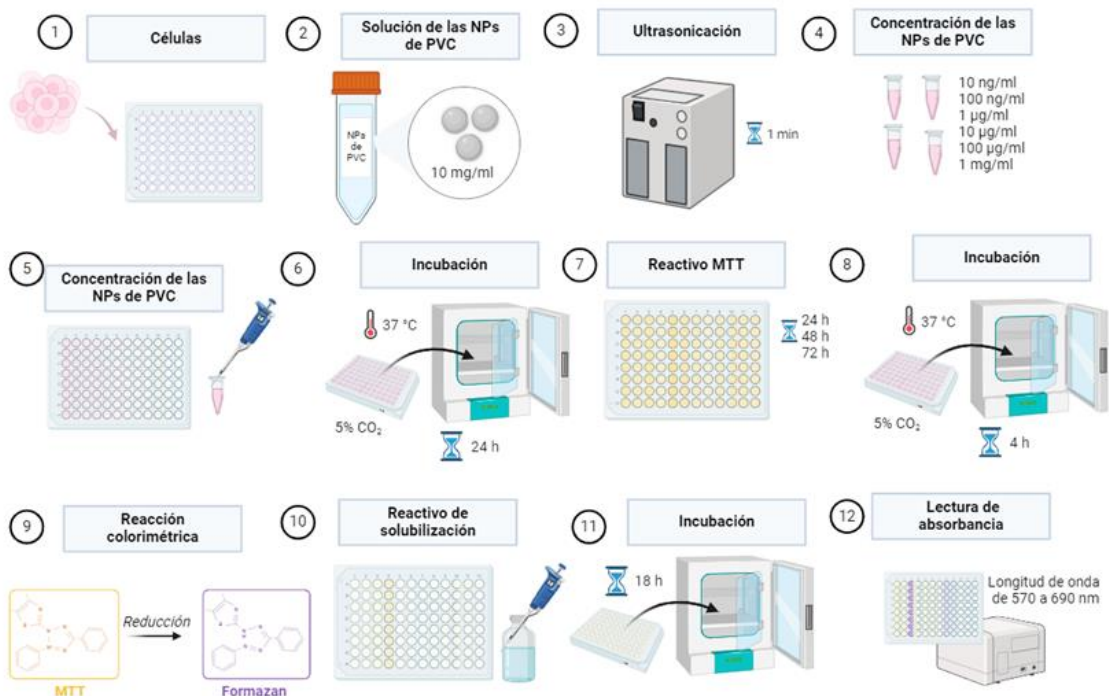 1
Células
2
Solución de las NPs
de PVC
NPs
de
PVC
10 mg/ml
3
Ultrasonicación
1 min
4
Concentración de las
NPs de PVC
10 ng/ml
100 ng/ml
1 µg/ml
10 µg/ml
100 µg/ml
1 mg/ml
5
Concentración de las
NPs de PVC
6
Incubación
37 °C
5% CO₂
24 h
7
Reactivo MTT
24 h
48 h
72 h
8
Incubación
37 °C
5% CO₂
4 h
9
Reacción
colorimétrica
Reducción
MTT
Formazan
10
Reactivo de
solubilización
11
Incubación
18 h
12
Lectura de
absorbancia
Longitud de onda
de 570 a 690 nm